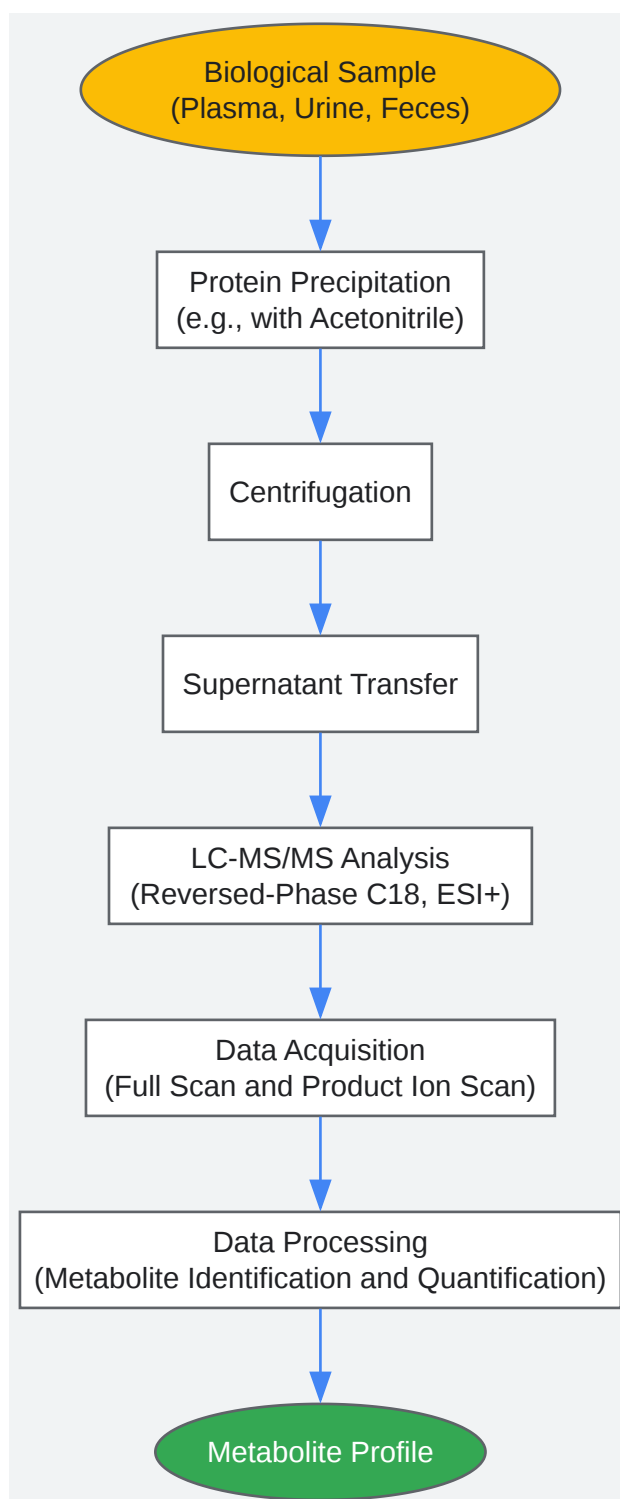 Biological Sample
(Plasma, Urine, Feces)
Protein Precipitation
(e.g., with Acetonitrile)
Centrifugation
Supernatant Transfer
LC-MS/MS Analysis
(Reversed-Phase C18, ESI+)
Data Acquisition
(Full Scan and Product Ion Scan)
Data Processing
(Metabolite Identification and Quantification)
Metabolite Profile